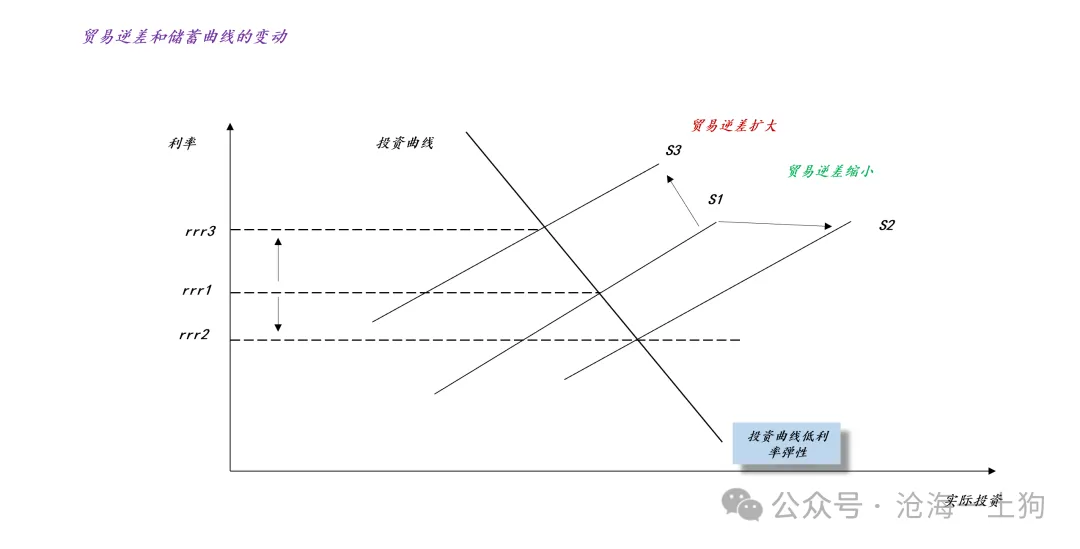 贸易逆差和储蓄曲线的变动
贸易逆差扩大
利率
投资曲线
S3
贸易逆差缩小
S1
S2
rrr3
rrr1
rrr2
投资曲线低利
率弹性
实际投资
公众号·沧海一土狗